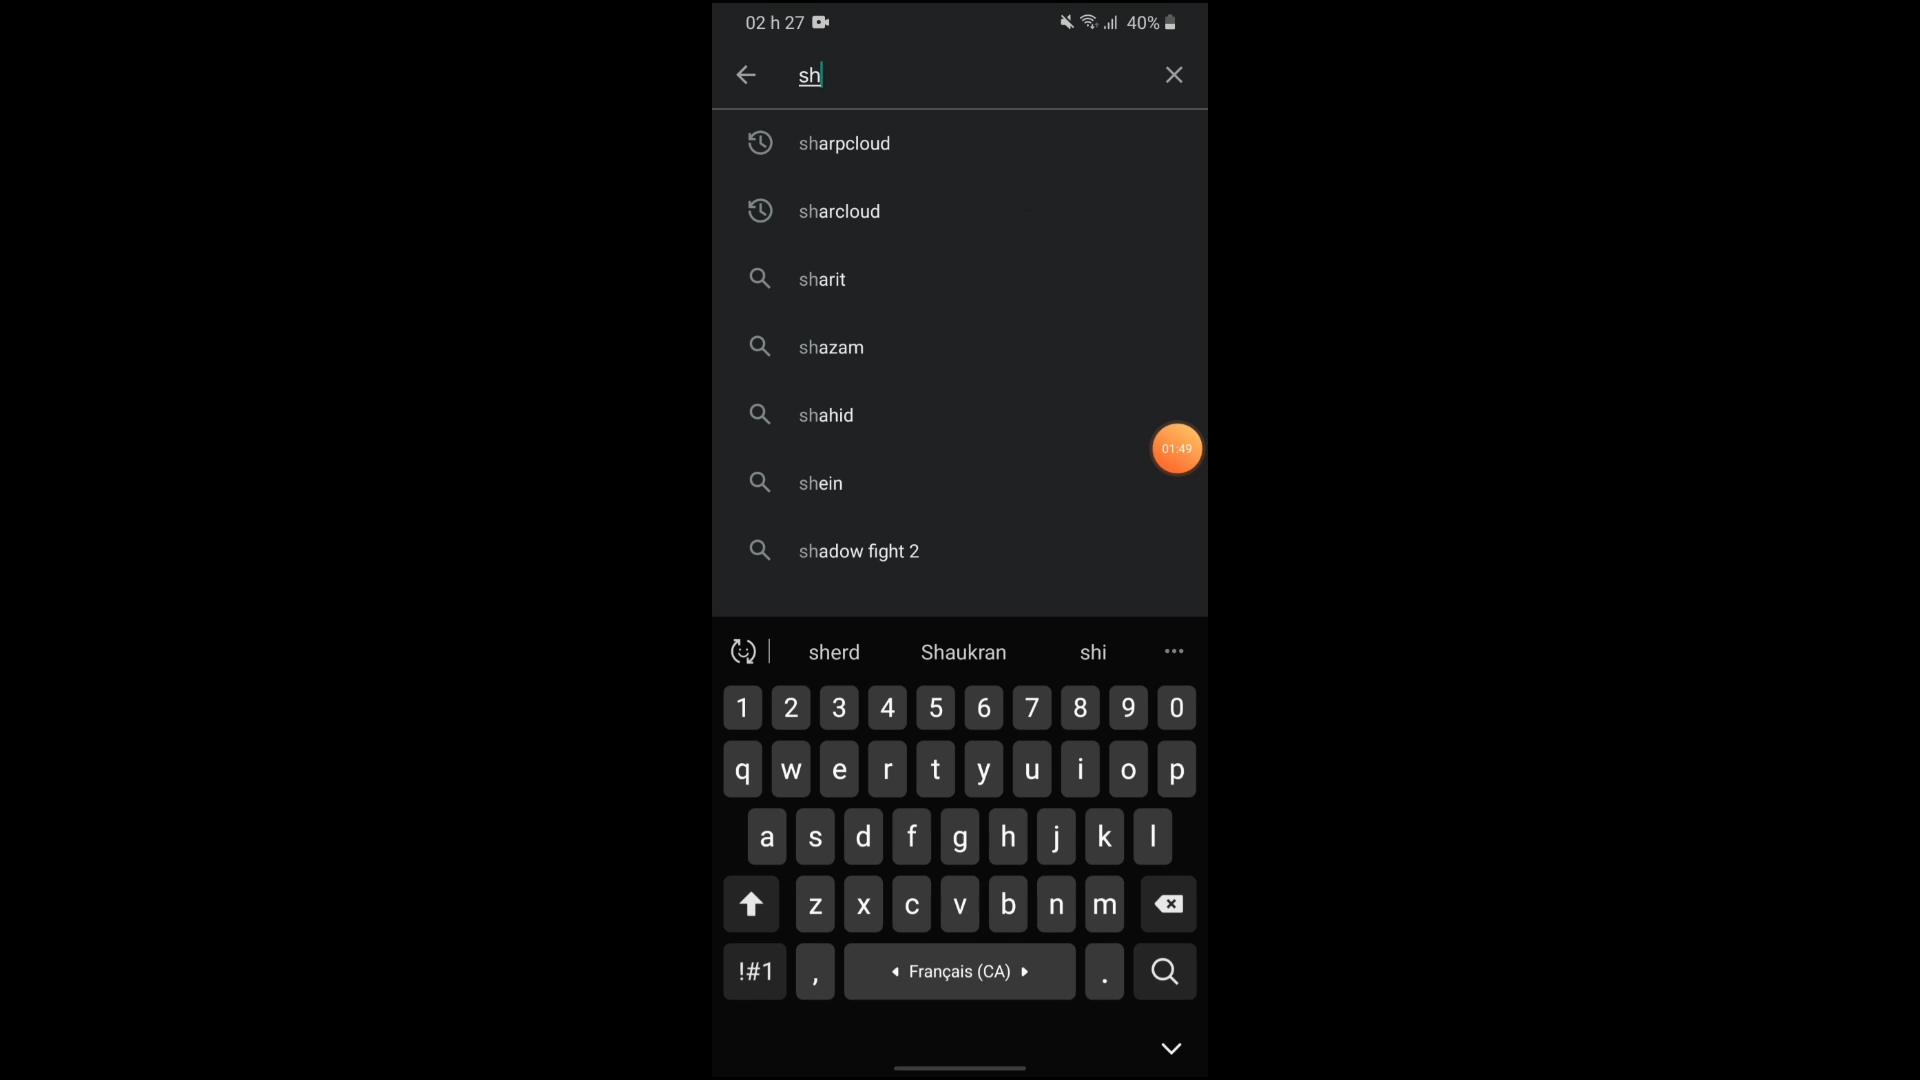 02 h 27
40%
sh
sharpcloud
sharcloud
sharit
shazam
shahid
01:49
shein
shadow fight 2
sherd Shaukran shi
1 2 3 4 5 6 7 8 9 0
q w e r t y u i o p
a s d f g h j k l
z x c v b n m
!#1 , Français (CA) .